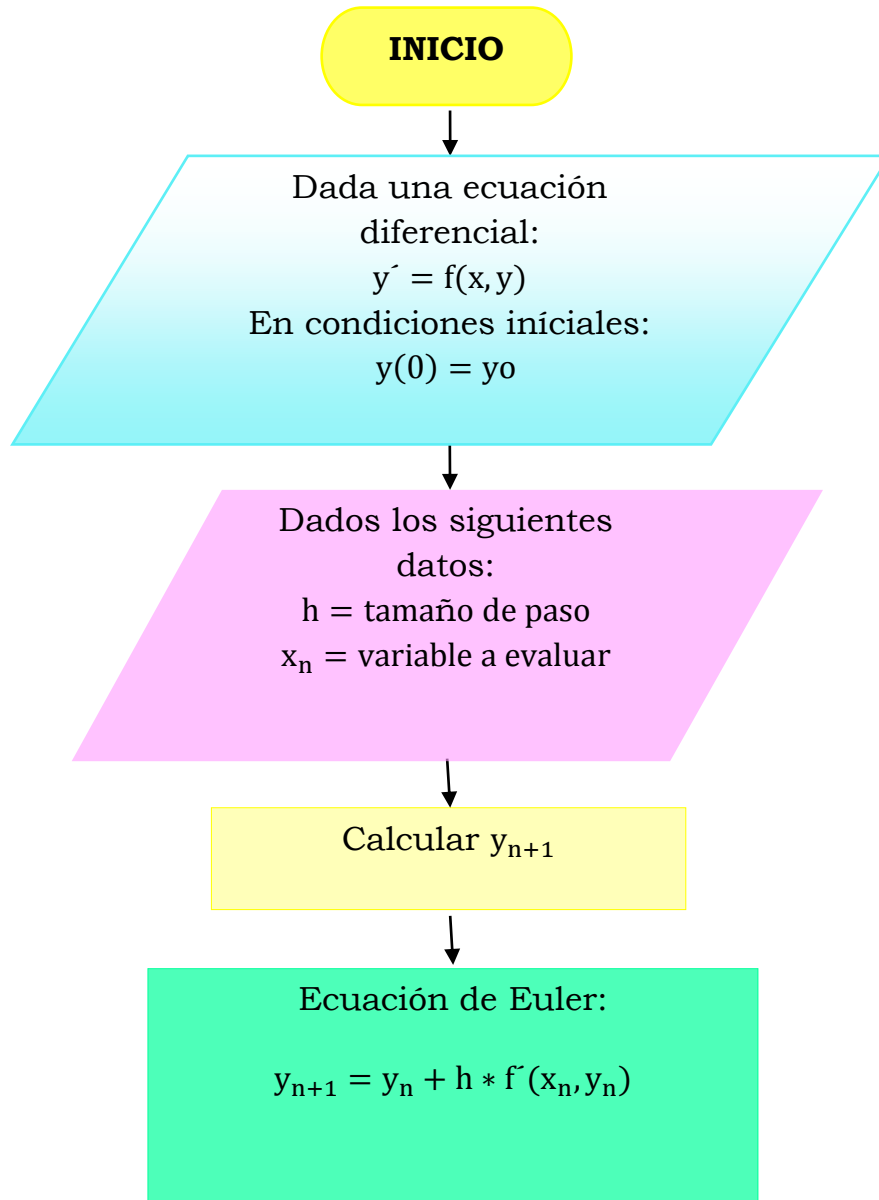 INICIO
Dada una ecuación
diferencial:
y´ = f(x, y)
En condiciones iníciales:
y(0) = yo
Dados los siguientes
datos:
h = tamaño de paso
xₙ = variable a evaluar
Calcular yₙ₊₁
Ecuación de Euler:
yₙ₊₁ = yₙ + h ∗ f´(xₙ, yₙ)